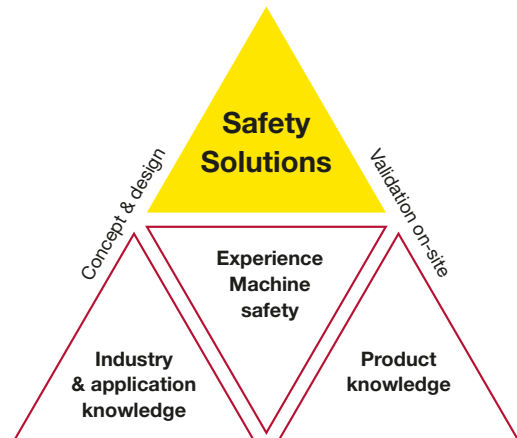 Safety
Solutions
Concept & design
Validation on-site
Experience
Machine
safety
Industry
& application
knowledge
Product
knowledge